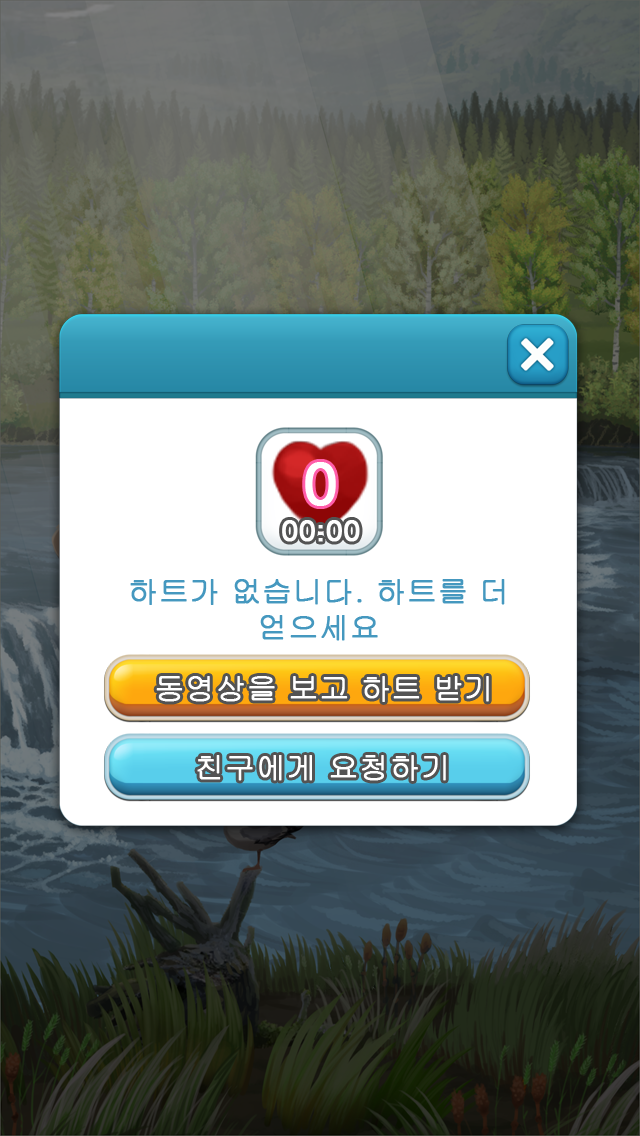 0
00:00
하트가 없습니다. 하트를 더
얻으세요
동영상을 보고 하트 받기
친구에게 요청하기